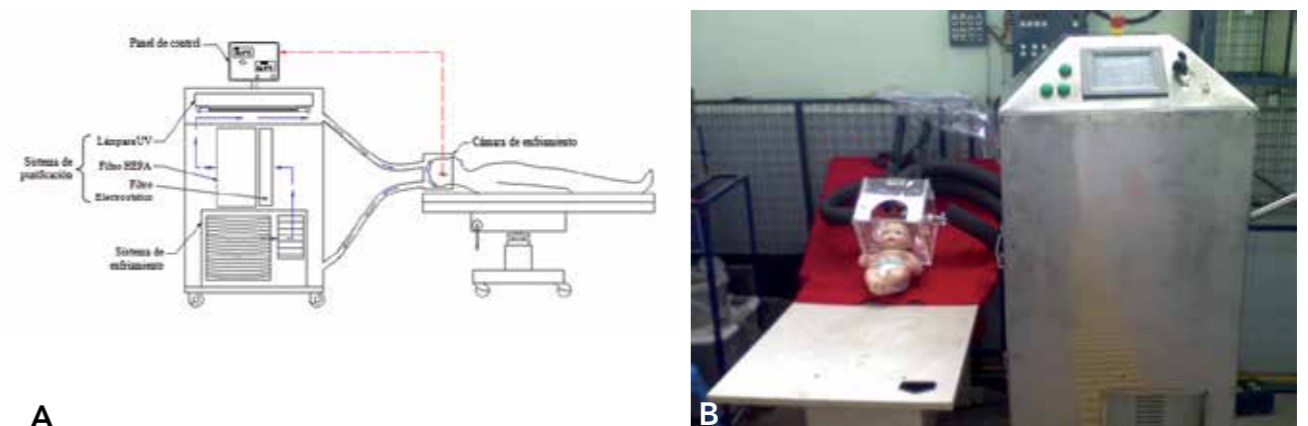 Panel de control
Cámara de enfriamiento
Lámpara UV
Sistema de
purificación
Filtro HEPA
Filtro
Electrostático
Sistema de
enfriamiento
A
B